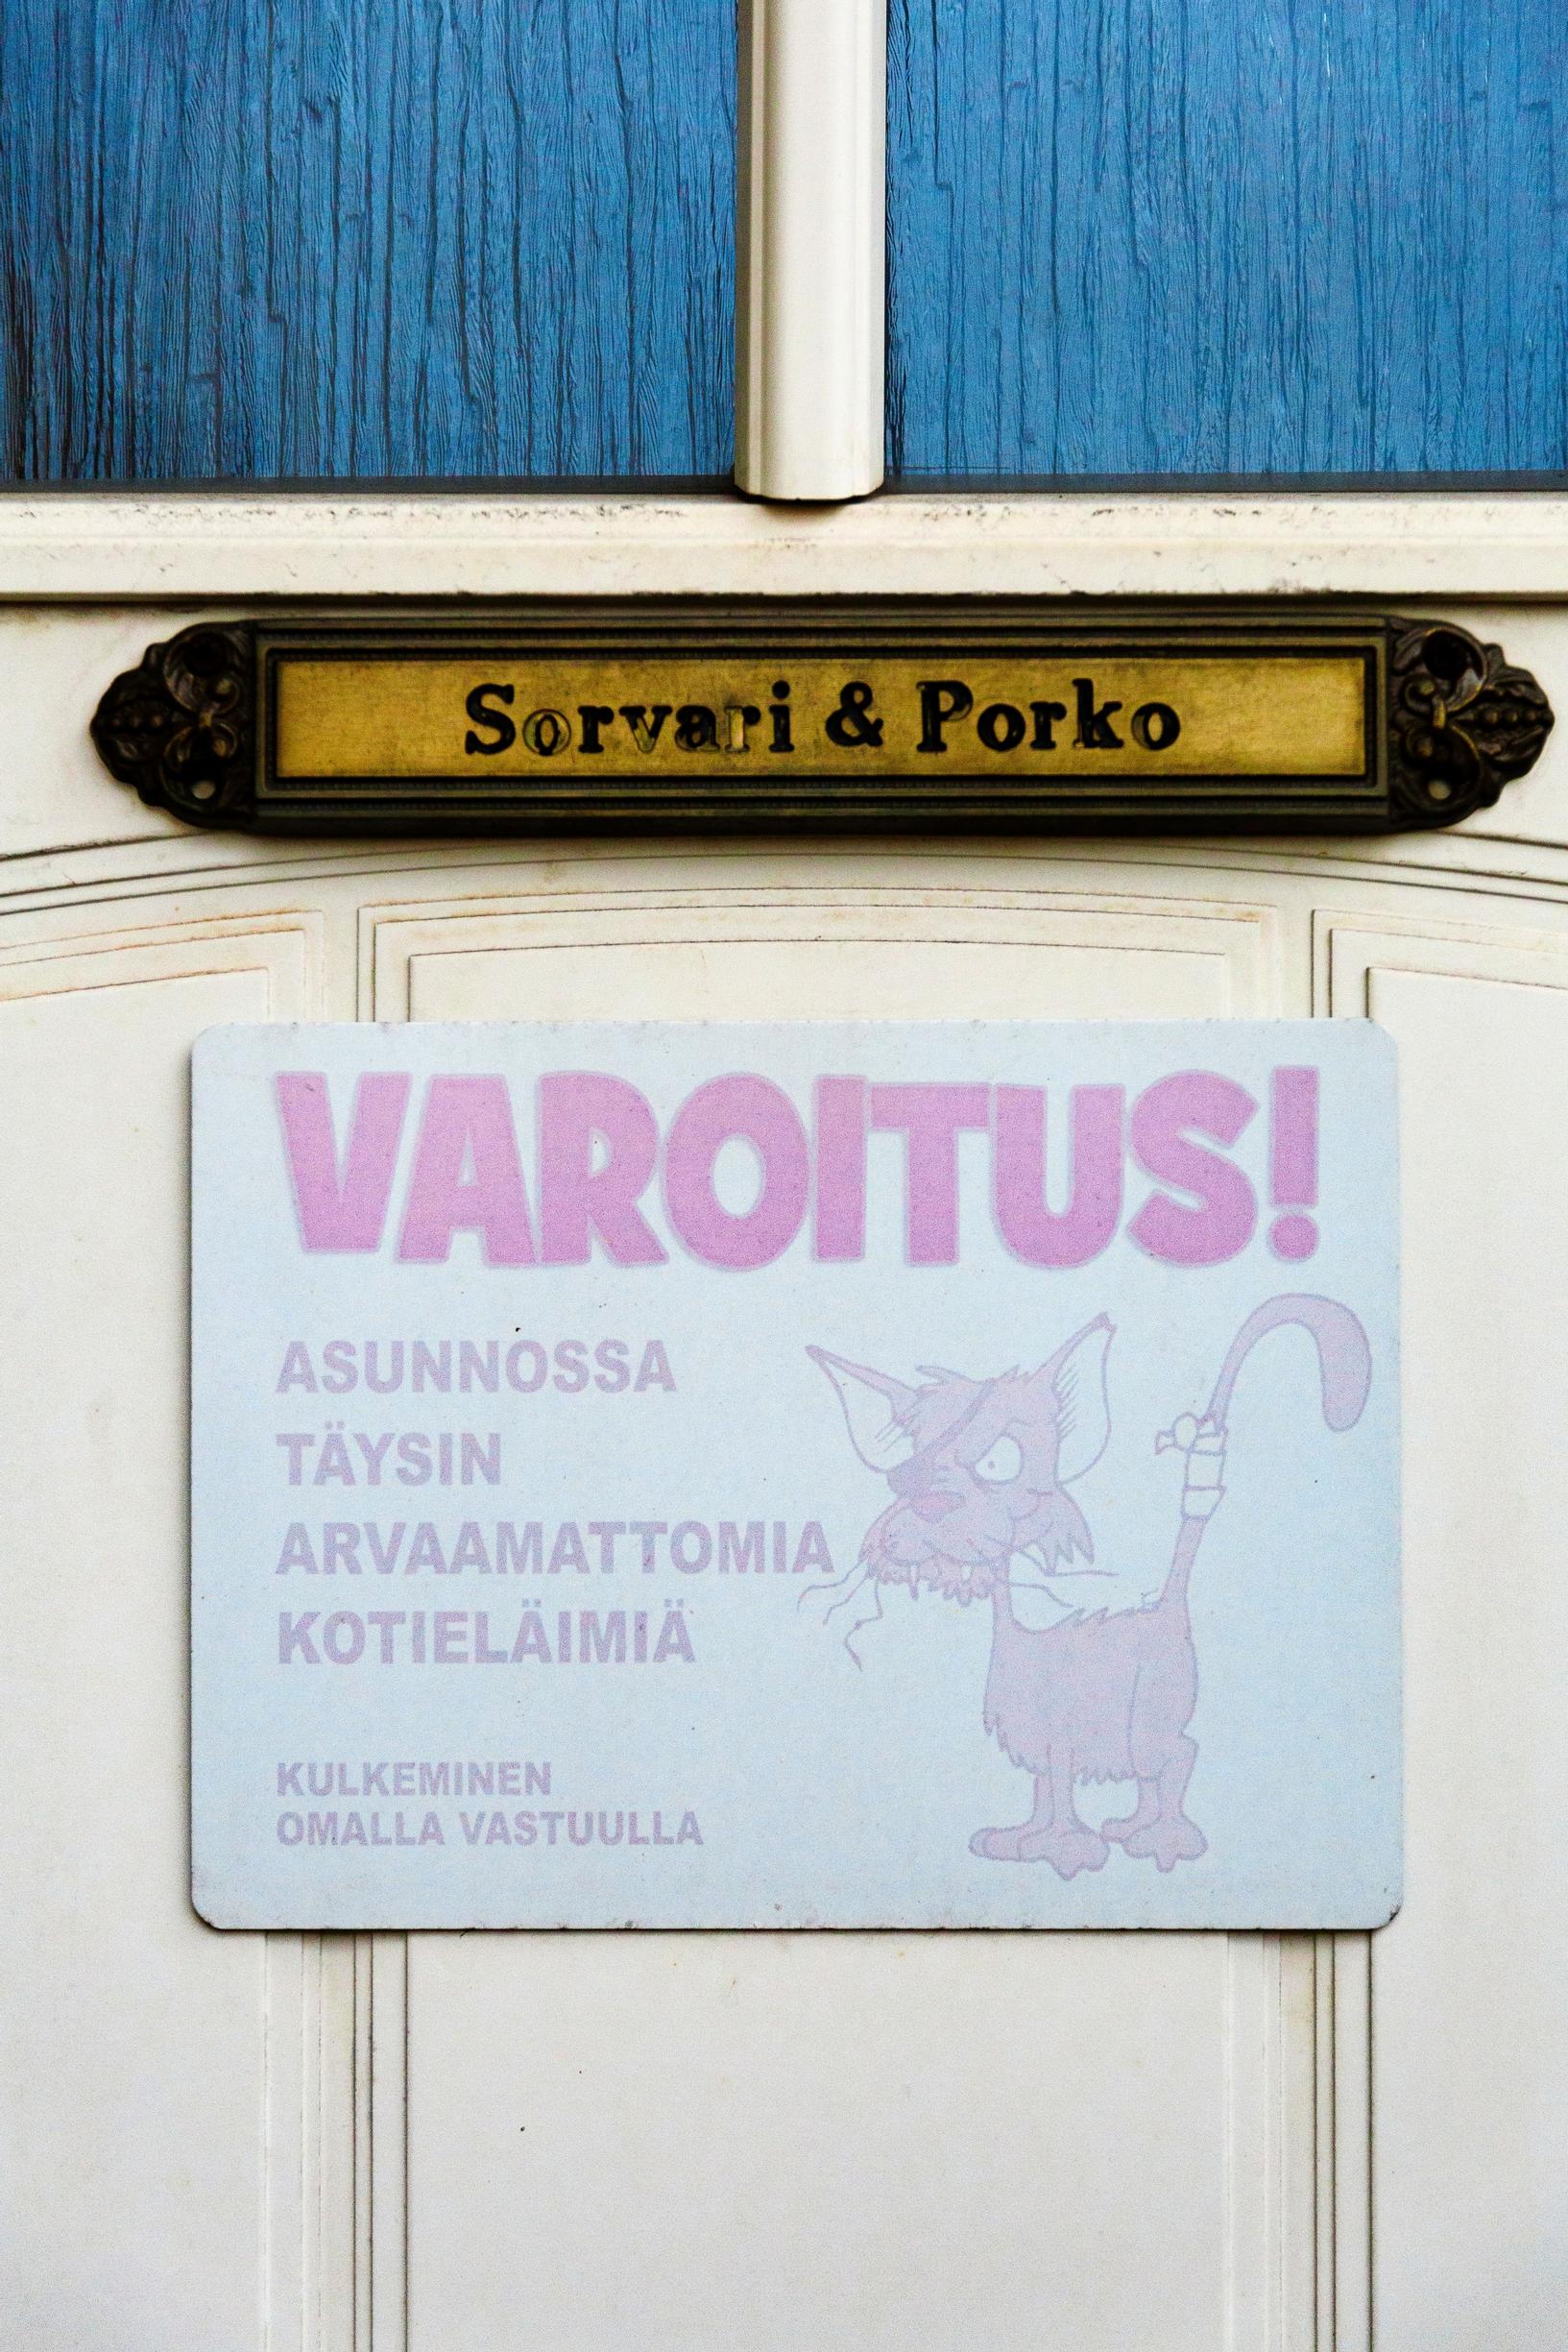 Sorvari & Porko
VAROITUS!
ASUNNOSSA
TÄYSIN
ARVAAMATTOMIA
KOTIELÄIMIÄ
KULKEMINEN
OMALLA VASTUULLA